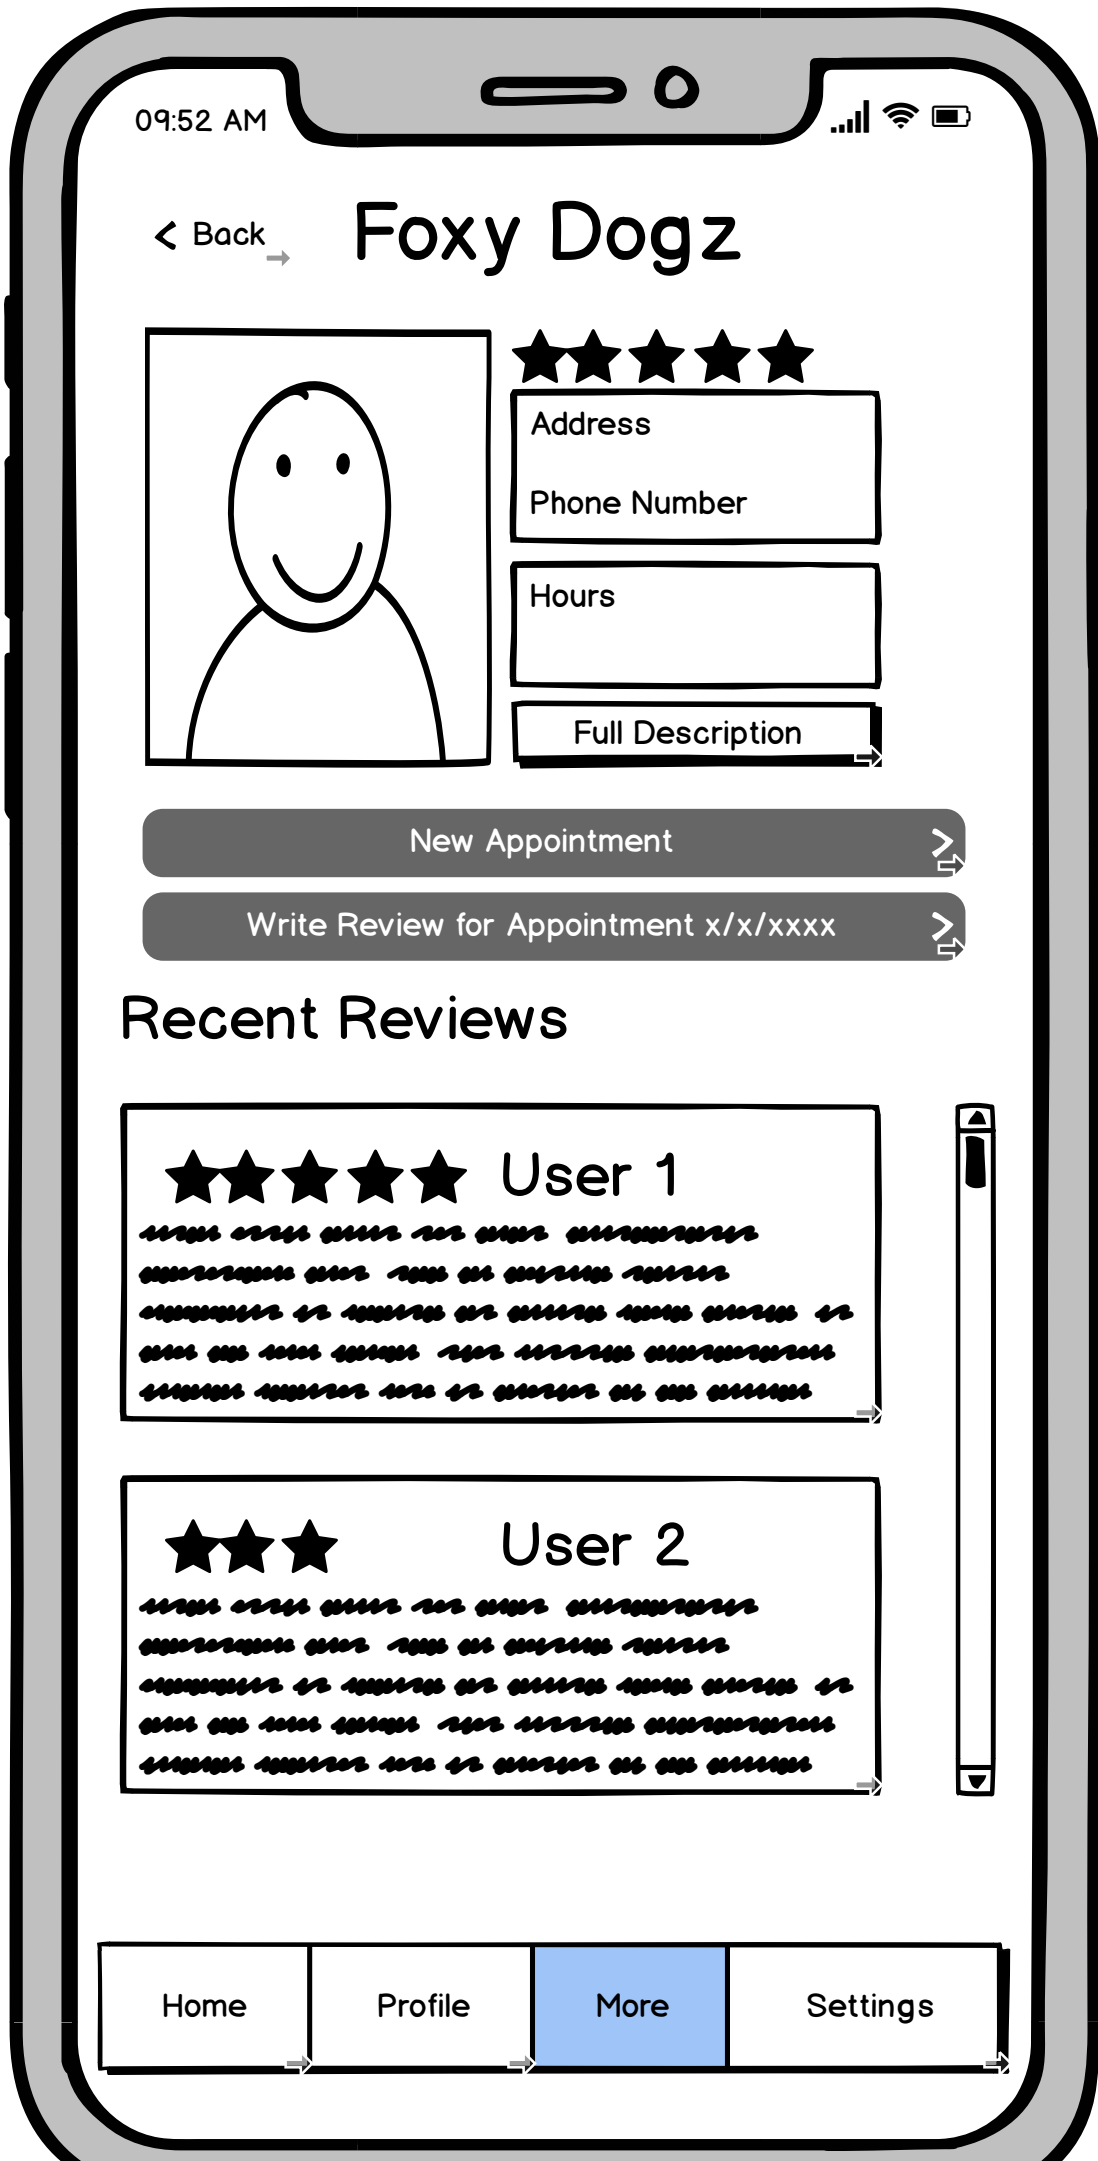 09:52 AM
Back
Foxy Dogz
Address
Phone Number
Hours
Full Description
New Appointment
Write Review for Appointment x/x/xxxx
Recent Reviews
User 1
User 2
Home
Profile
More
Settings